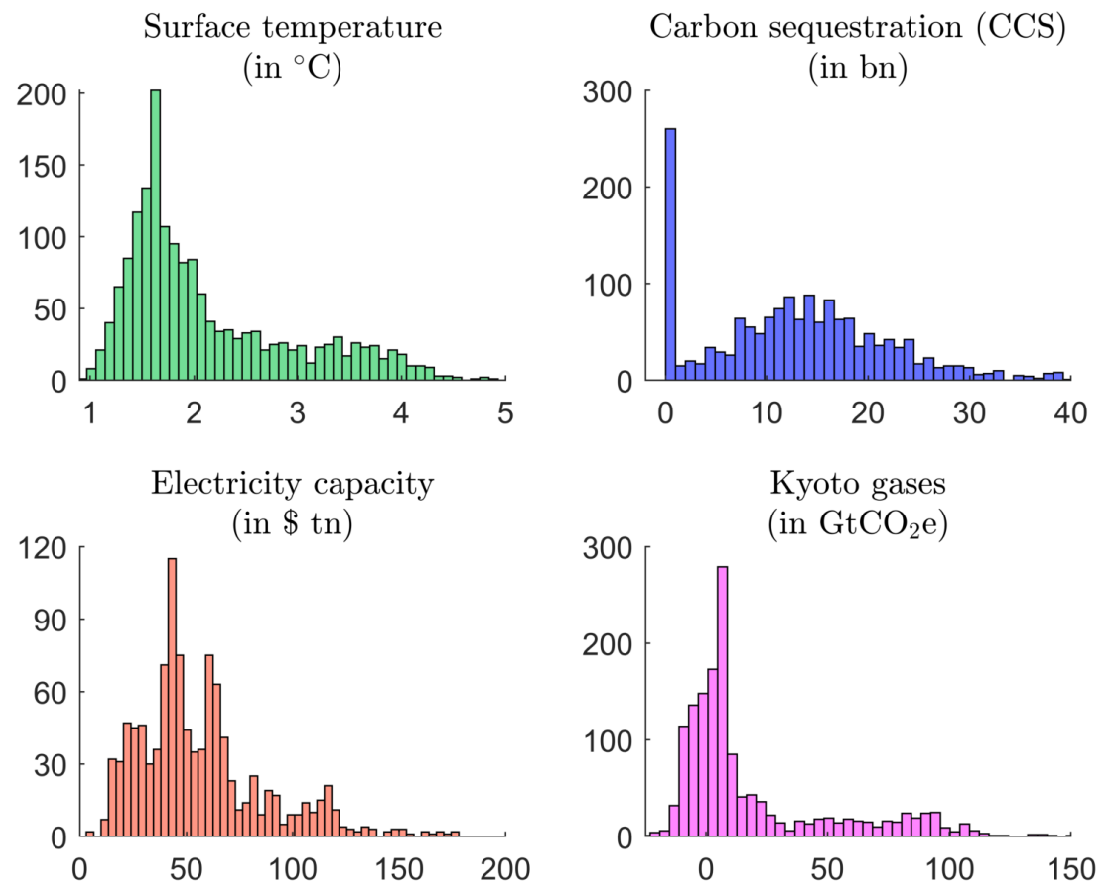 Surface temperature
(in °C)
200
150
100
50
0
1 2 3 4 5
Carbon sequestration (CCS)
(in bn)
300
200
100
0
0 10 20 30 40
Electricity capacity
(in $ tn)
120
90
60
30
0
0 50 100 150 200
Kyoto gases
(in GtCO₂e)
300
200
100
0
0 50 100 150